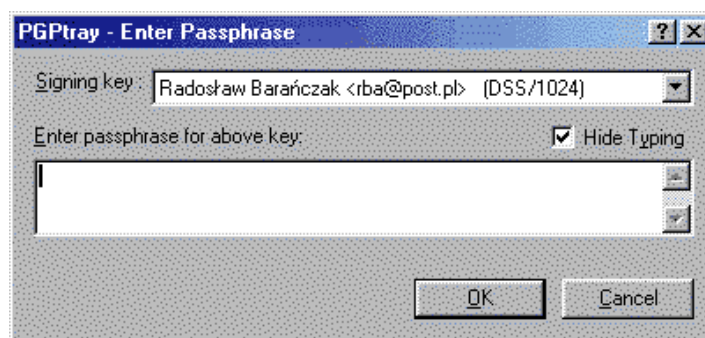 PGPtray - Enter Passphrase
Signing key : Radosław Barańczak <rba@post.pl> (DSS/1024)
Enter passphrase for above key: Hide Typing
OK Cancel